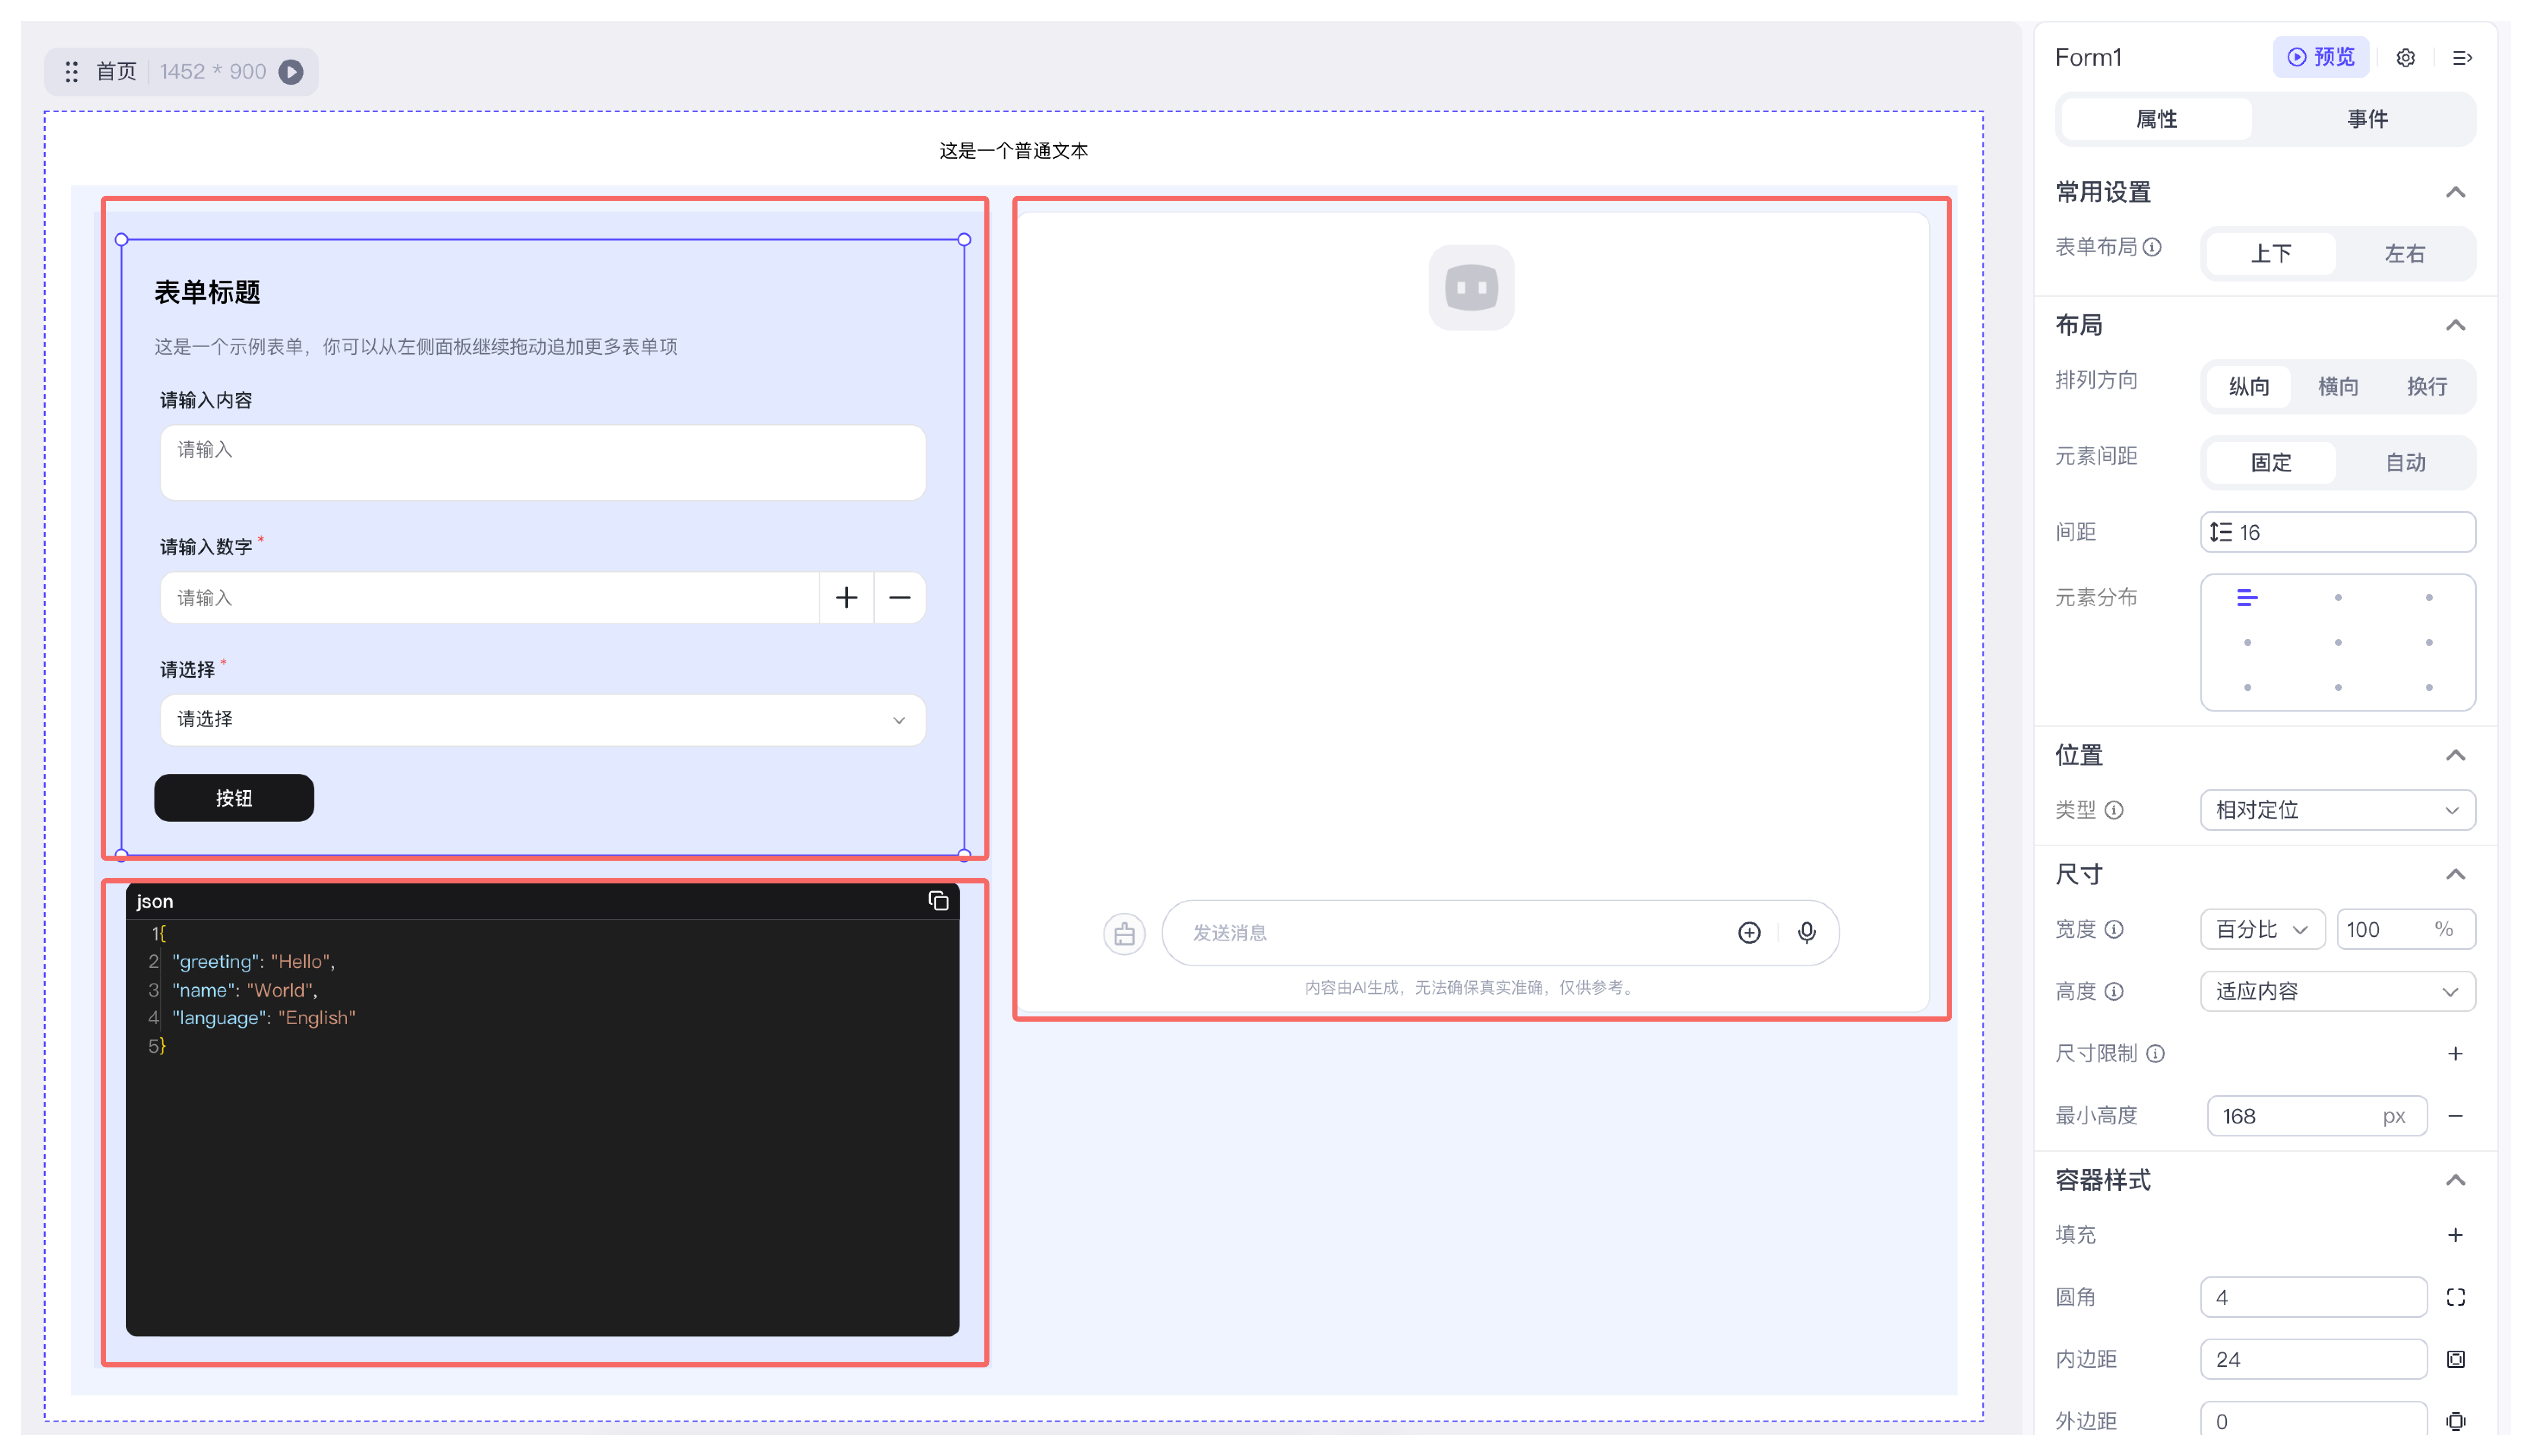 首页 1452 * 900
这是一个普通文本
表单标题
这是一个示例表单，你可以从左侧面板继续拖动追加更多表单项
请输入内容
请输入
请输入数字 *
请输入
请选择 *
请选择
按钮
json
1{
2 "greeting": "Hello",
3 "name": "World",
4 "language": "English"
5}
发送消息
内容由AI生成，无法确保真实准确，仅供参考。
Form1 预览
属性 事件
常用设置
表单布局 上下 左右
布局
排列方向 纵向 横向 换行
元素间距 固定 自动
间距 16
元素分布
位置
类型 相对定位
尺寸
宽度 百分比 100 %
高度 适应内容
尺寸限制
最小高度 168 px
容器样式
填充
圆角 4
内边距 24
外边距 0